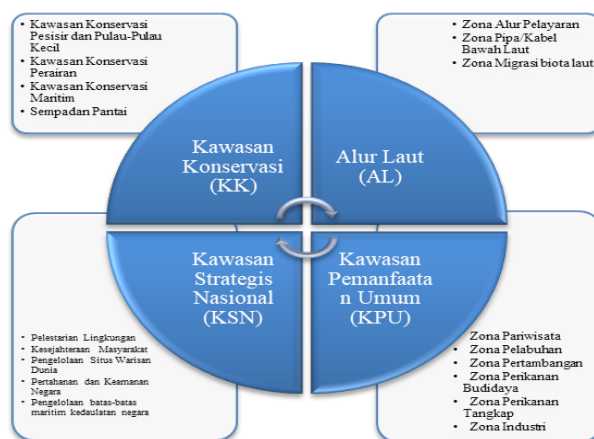 • Kawasan Konservasi
Pesisir dan Pulau-Pulau
Kecil
• Kawasan Konservasi
Perairan
• Kawasan Konservasi
Maritim
• Sempadan Pantai
• Zona Alur Pelayaran
• Zona Pipa/Kabel
Bawah Laut
• Zona Migrasi biota laut
Kawasan
Konservasi
(KK)
Alur Laut
(AL)
Kawasan
Strategis
Nasional
(KSN)
Kawasan
Pemanfaata
n Umum
(KPU)
• Pelestarian Lingkungan
• Kesejahteraan Masyarakat
• Pengelolaan Situs Warisan
Dunia
• Pertahanan dan Keamanan
Negara
• Pengelolaan batas-batas
maritim kedaulatan negara
Zona Pariwisata
• Zona Pelabuhan
• Zona Pertambangan
• Zona Perikanan
Budidaya
• Zona Perikanan
Tangkap
• Zona Industri